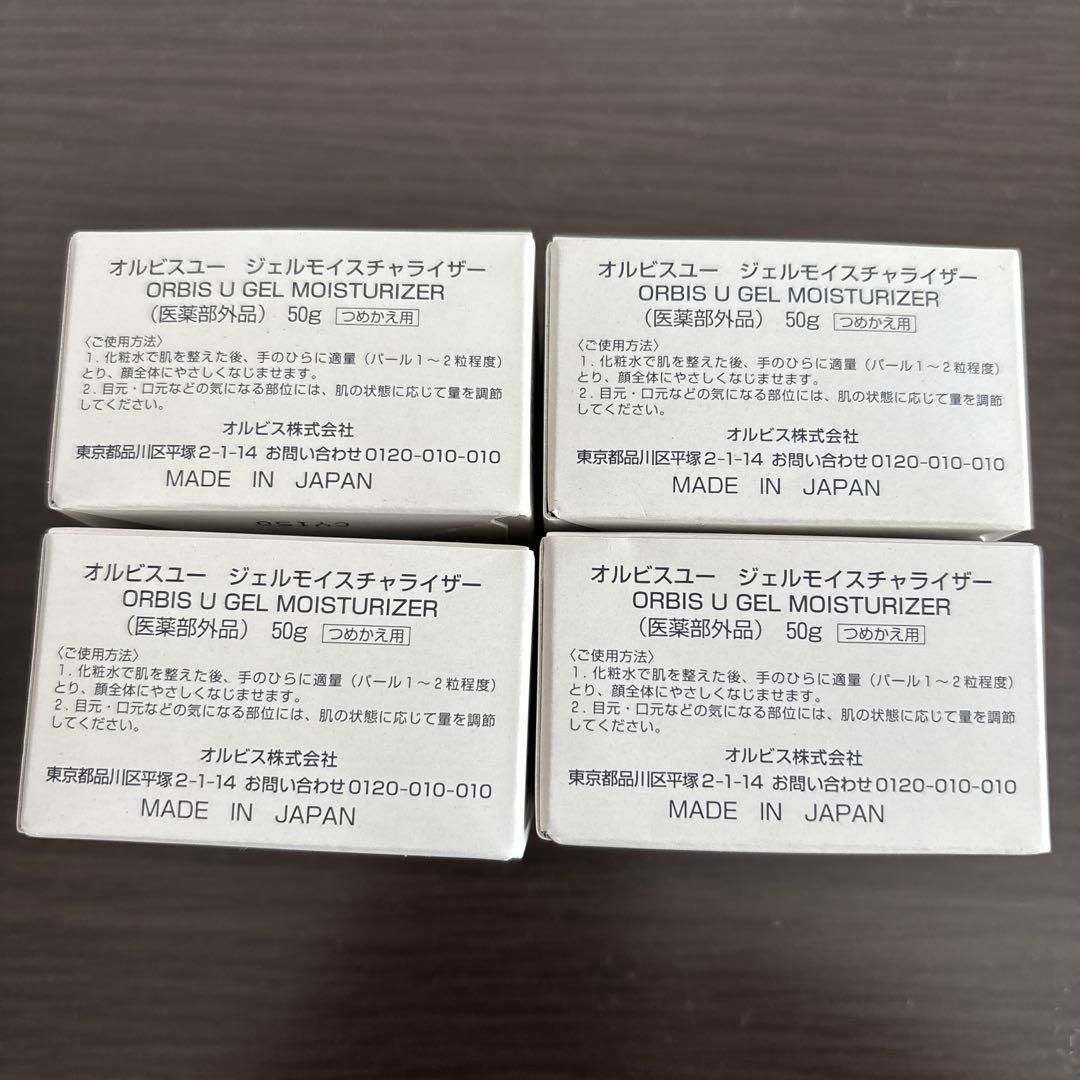 オルビスユー　ジェルモイスチャライザー
ORBIS U GEL MOISTURIZER
（医薬部外品）　50g　つめかえ用
〈ご使用方法〉
1．化粧水で肌を整えた後、手のひらに適量（パール1～2粒程度）
とり、顔全体にやさしくなじませます。
2．目元・口元などの気になる部位には、肌の状態に応じて量を調節
してください。
オルビス株式会社
東京都品川区平塚2-1-14 お問い合わせ0120-010-010
MADE IN JAPAN
オルビスユー　ジェルモイスチャライザー
ORBIS U GEL MOISTURIZER
（医薬部外品）　50g　つめかえ用
〈ご使用方法〉
1．化粧水で肌を整えた後、手のひらに適量（パール1～2粒程度）
とり、顔全体にやさしくなじませます。
2．目元・口元などの気になる部位には、肌の状態に応じて量を調節
してください。
オルビス株式会社
東京都品川区平塚2-1-14 お問い合わせ0120-010-010
MADE IN JAPAN
オルビスユー　ジェルモイスチャライザー
ORBIS U GEL MOISTURIZER
（医薬部外品）　50g　つめかえ用
〈ご使用方法〉
1．化粧水で肌を整えた後、手のひらに適量（パール1～2粒程度）
とり、顔全体にやさしくなじませます。
2．目元・口元などの気になる部位には、肌の状態に応じて量を調節
してください。
オルビス株式会社
東京都品川区平塚2-1-14 お問い合わせ0120-010-010
MADE IN JAPAN
オルビスユー　ジェルモイスチャライザー
ORBIS U GEL MOISTURIZER
（医薬部外品）　50g　つめかえ用
〈ご使用方法〉
1．化粧水で肌を整えた後、手のひらに適量（パール1～2粒程度）
とり、顔全体にやさしくなじませます。
2．目元・口元などの気になる部位には、肌の状態に応じて量を調節
してください。
オルビス株式会社
東京都品川区平塚2-1-14 お問い合わせ0120-010-010
MADE IN JAPAN